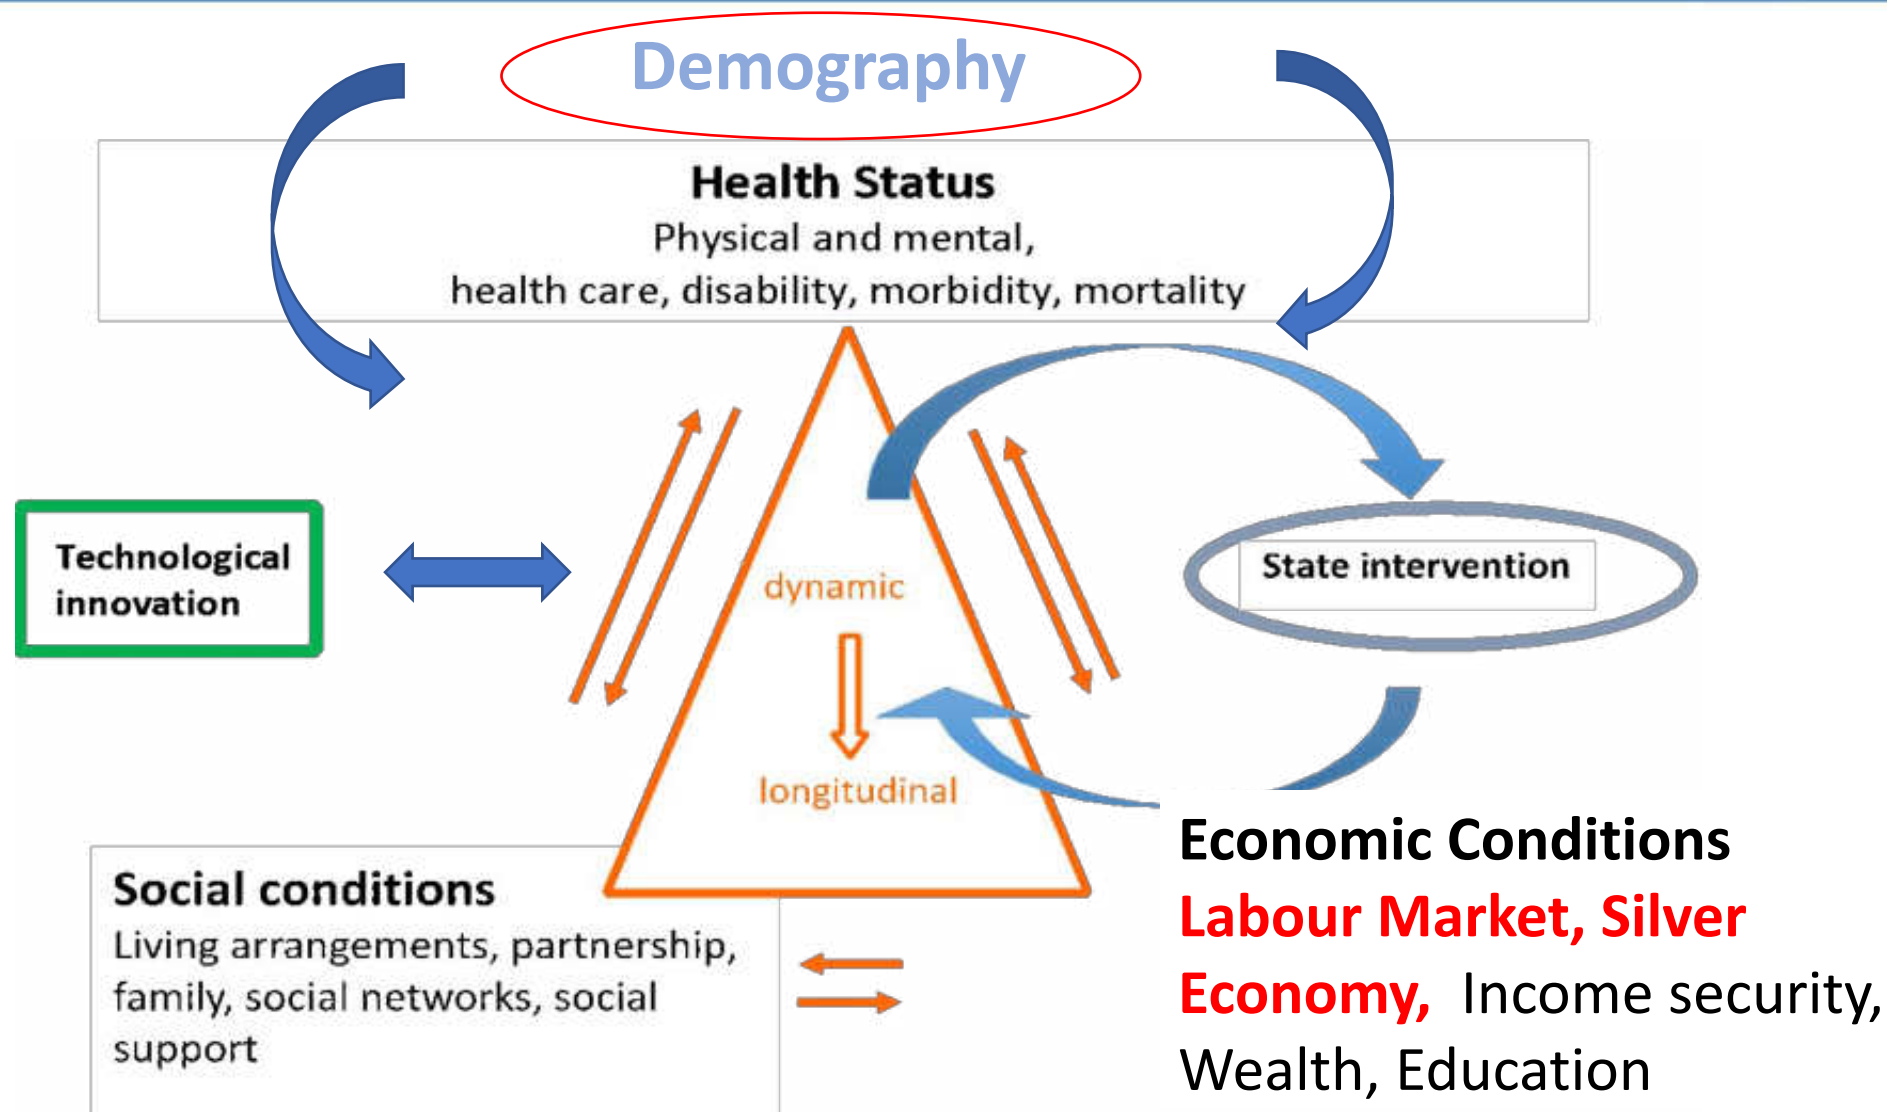 Demography
Health Status
Physical and mental,
health care, disability, morbidity, mortality
Technological
innovation
dynamic
State intervention
longitudinal
Social conditions
Living arrangements, partnership,
family, social networks, social
support
Economic Conditions
Labour Market, Silver
Economy, Income security,
Wealth, Education